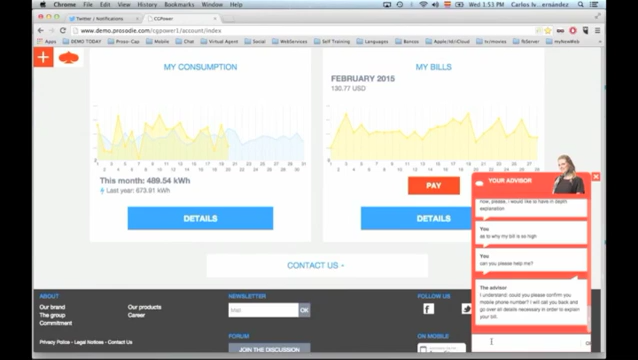 Chrome File Edit View History Bookmarks Window Help
Wed 1:53 PM
Twitter / Notifications
CGPower
www.demo.prosodie.com/cgpower1/account/index
Apps DEMO TODAY Prose-Cap Mobile Chat Virtual Agent Social WebServices Self Training Cloud Banks
MY CONSUMPTION
MY BILLS
FEBRUARY 2015
130.77 USD
This month: 489.54 kWh
Last year: 673.91 kWh
PAY
DETAILS
DETAILS
CONTACT US
YOUR ADVISOR
explanation
You
as to why my bill is so high
You
can you please help me?
The advisor
I understand, could you please confirm you
mobile phone number? I will call you back and
go over all details necessary in order to explain
your bill.
ABOUT
Our brand
The group
Commitment
Our products
Career
NEWSLETTER
Mail
OK
FOLLOW US
FORUM
JOIN THE DISCUSSION
ON MOBILE
Privacy Policy - Legal Notices - Contact Us